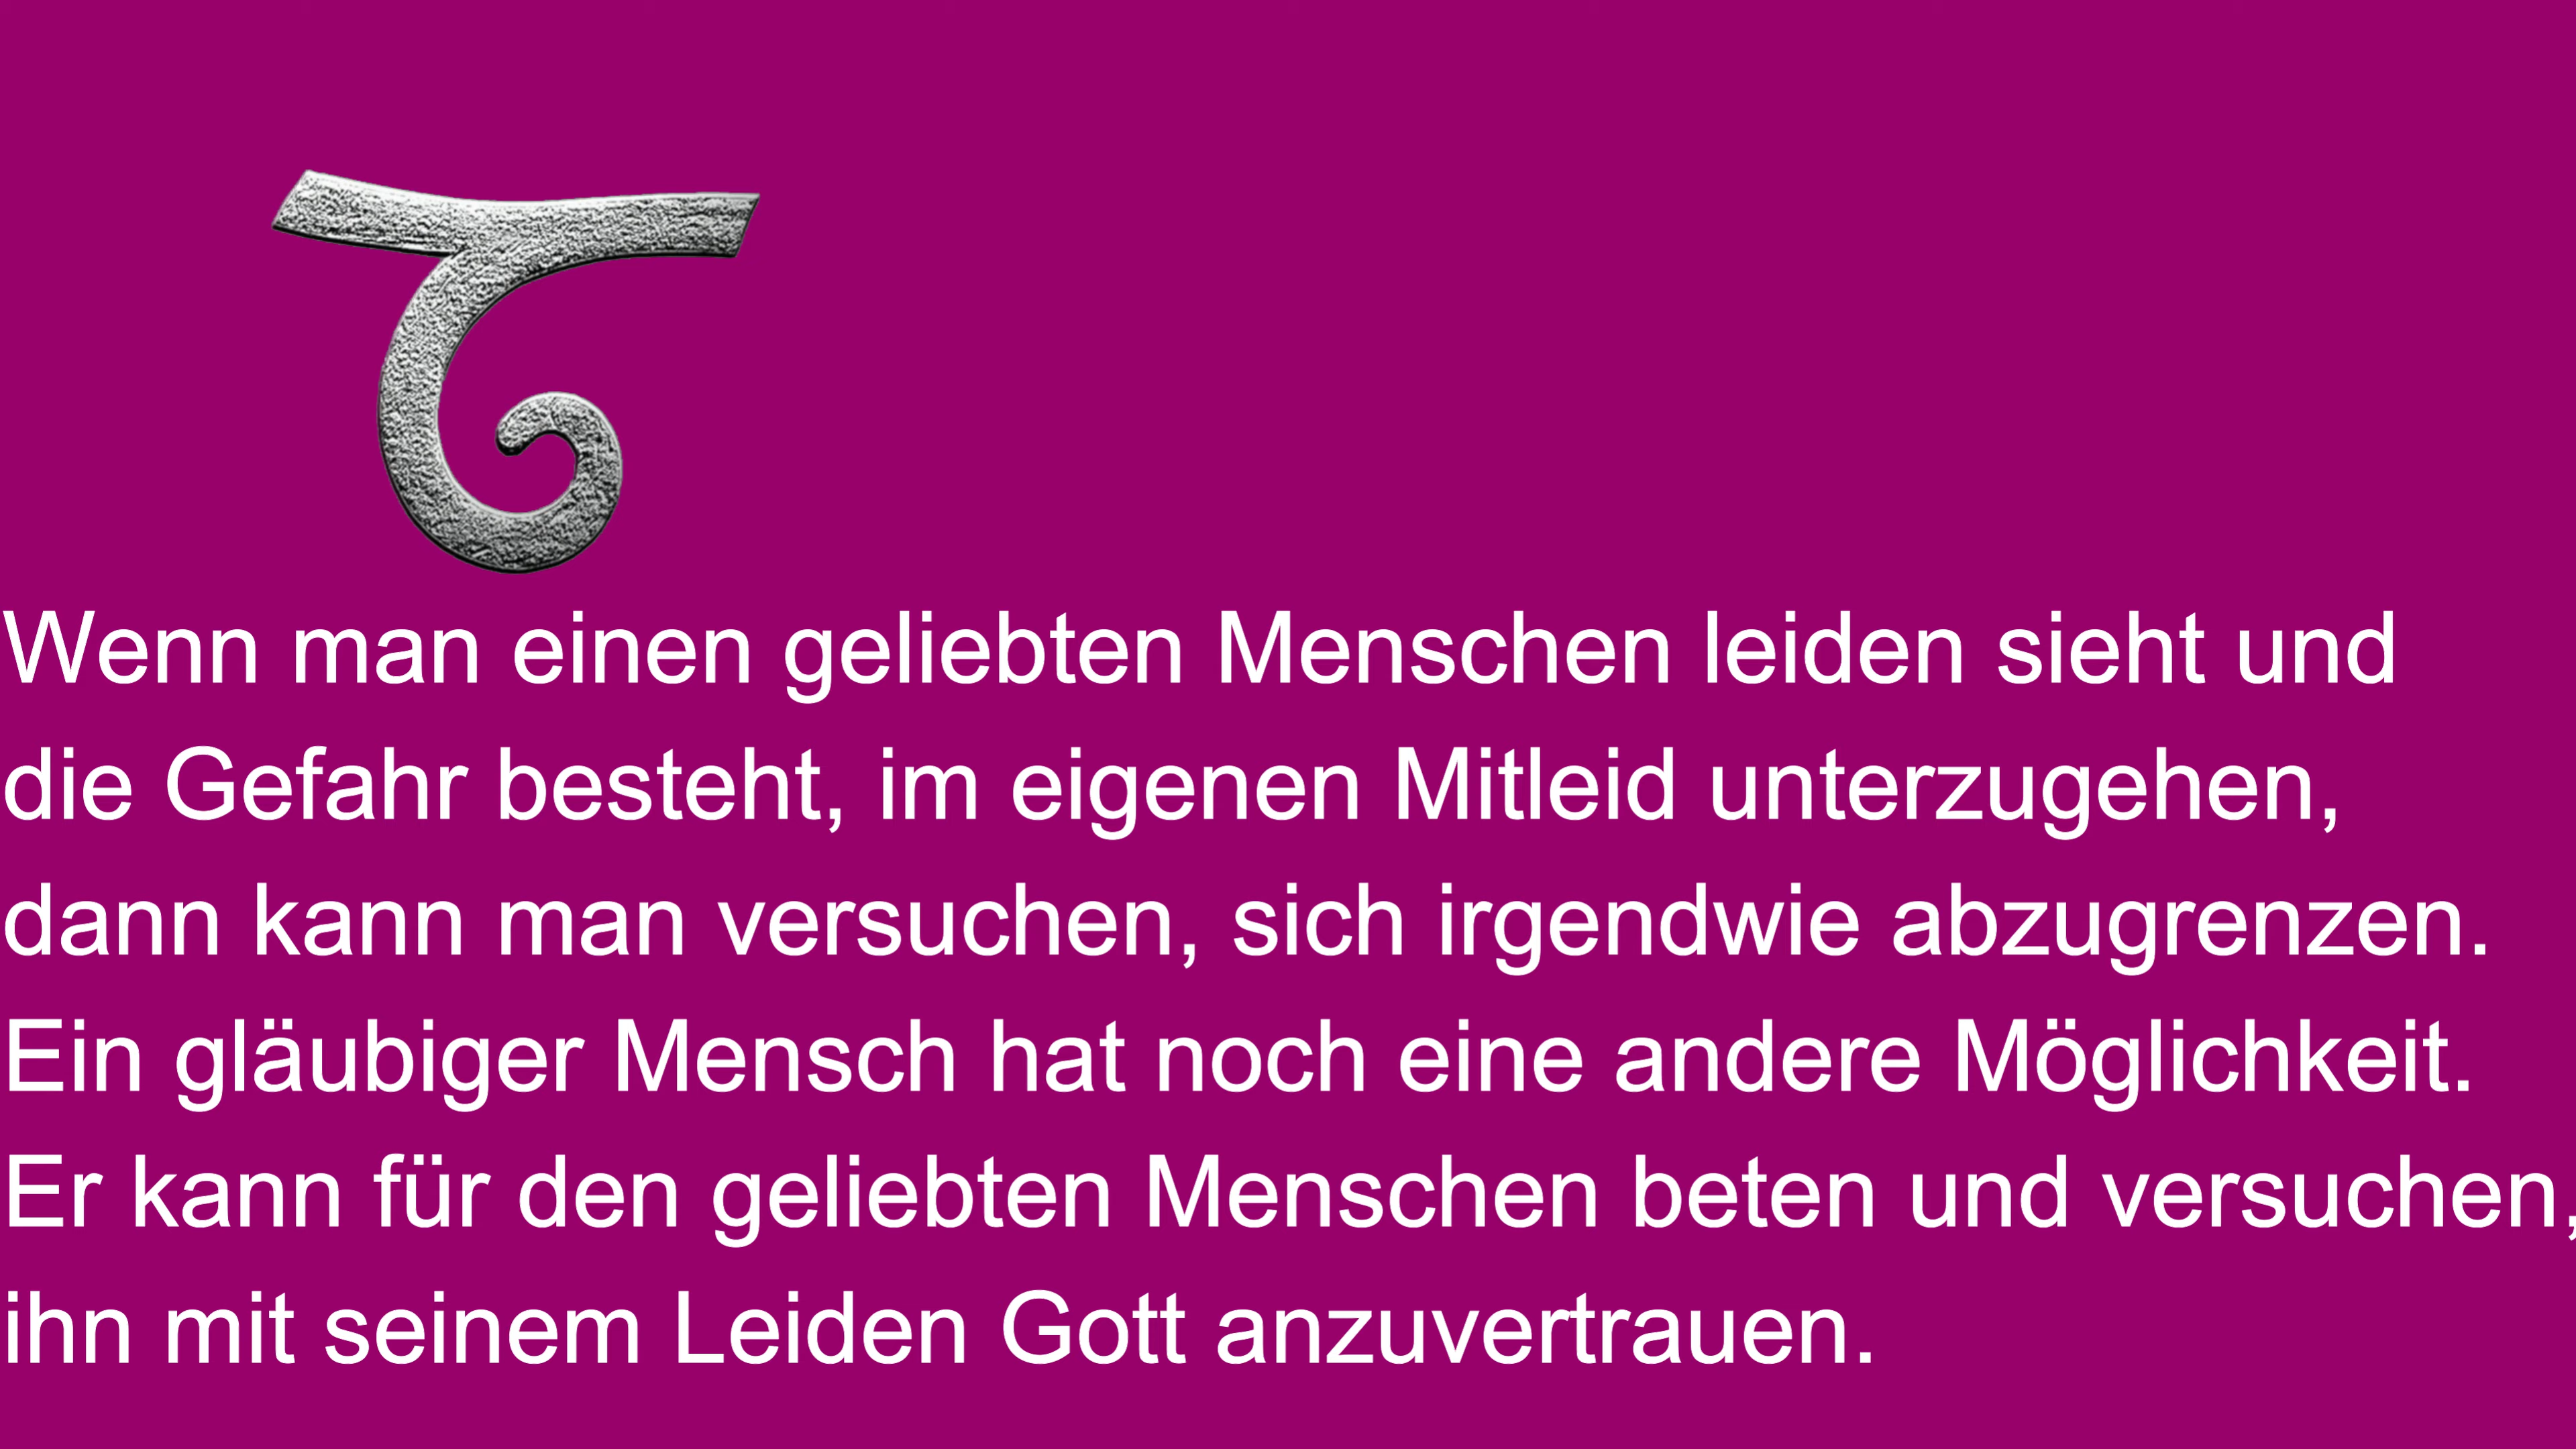 Wenn man einen geliebten Menschen leiden sieht und
die Gefahr besteht, im eigenen Mitleid unterzugehen,
dann kann man versuchen, sich irgendwie abzugrenzen.
Ein gläubiger Mensch hat noch eine andere Möglichkeit.
Er kann für den geliebten Menschen beten und versuchen,
ihn mit seinem Leiden Gott anzuvertrauen.